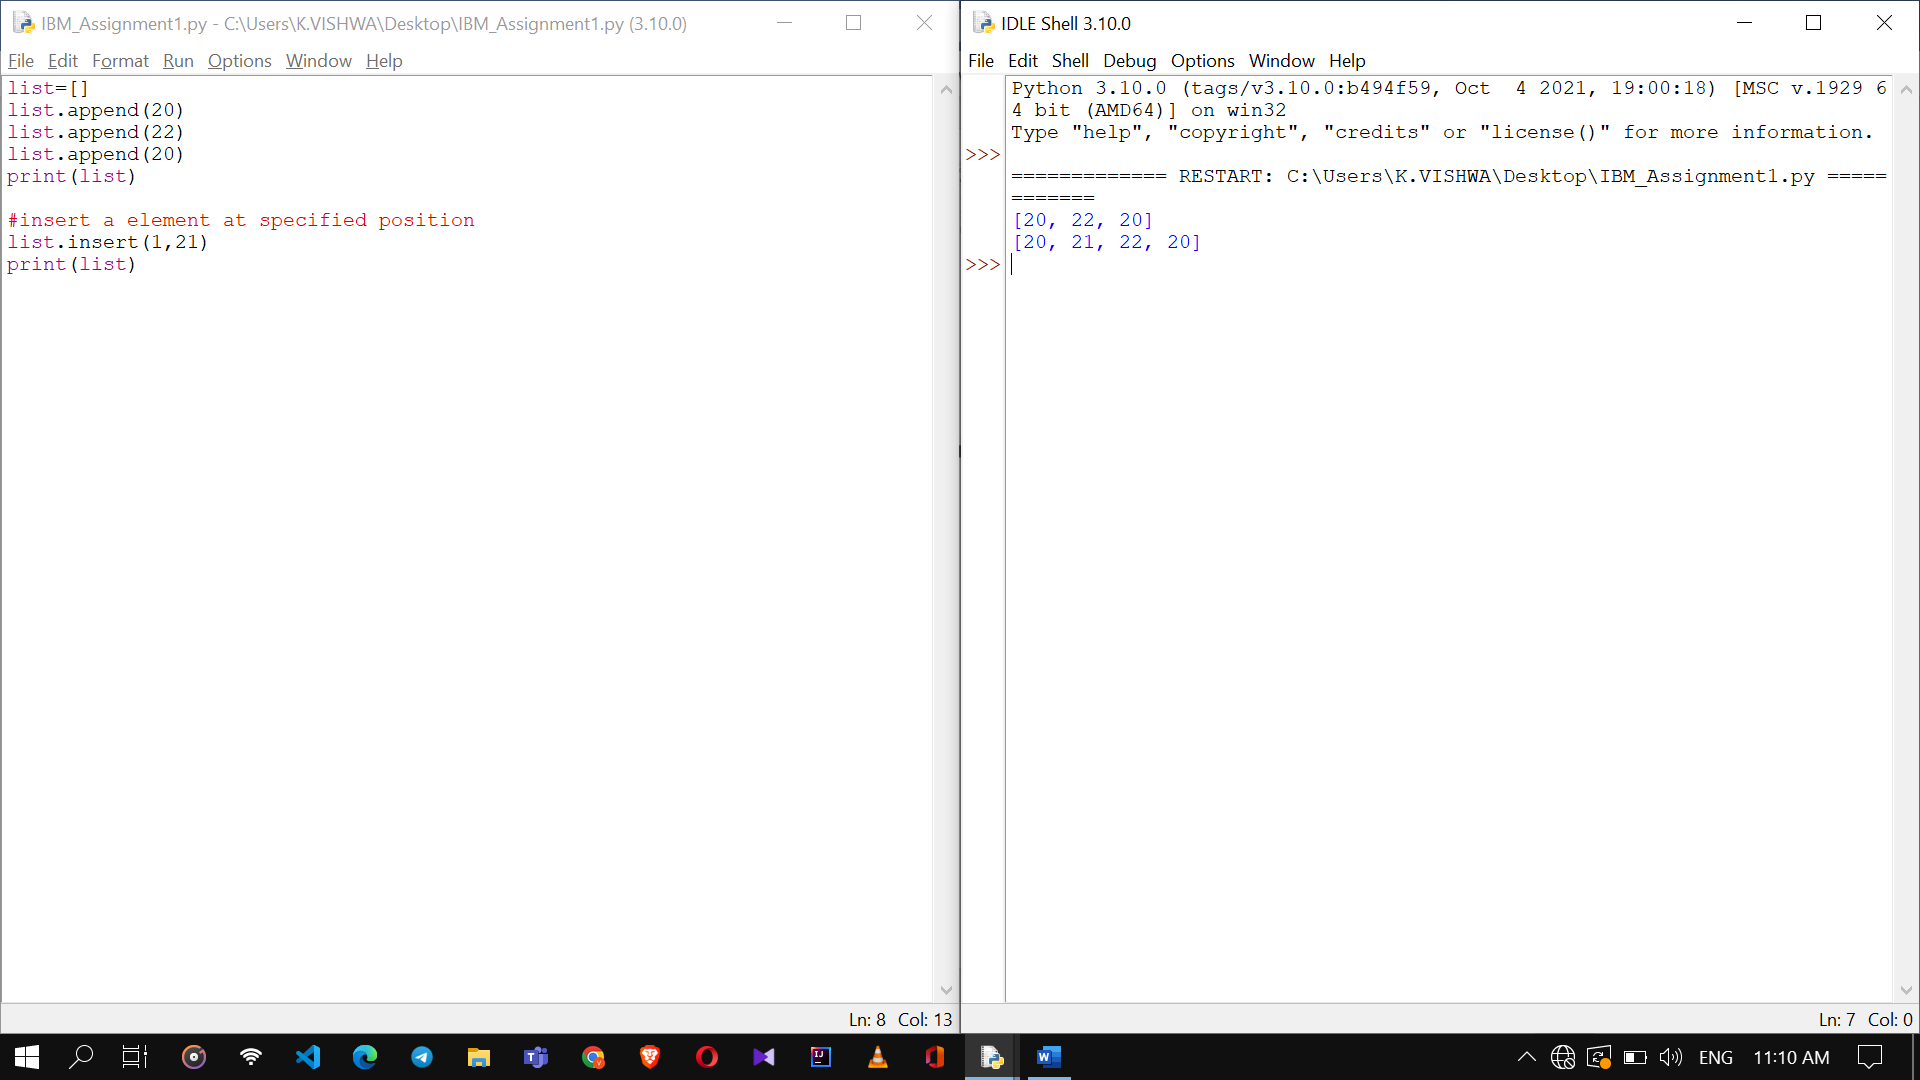 IBM_Assignment1.py - C:\Users\K.VISHWA\Desktop\IBM_Assignment1.py (3.10.0)
File Edit Format Run Options Window Help
list=[]
list.append(20)
list.append(22)
list.append(20)
print(list)
#insert a element at specified position
list.insert(1,21)
print(list)
Ln: 8 Col: 13
IDLE Shell 3.10.0
File Edit Shell Debug Options Window Help
Python 3.10.0 (tags/v3.10.0:b494f59, Oct  4 2021, 19:00:18) [MSC v.1929 6
4 bit (AMD64)] on win32
Type "help", "copyright", "credits" or "license()" for more information.
>>>
============= RESTART: C:\Users\K.VISHWA\Desktop\IBM_Assignment1.py =====
=======
[20, 22, 20]
[20, 21, 22, 20]
>>>
Ln: 7 Col: 0
ENG 11:10 AM